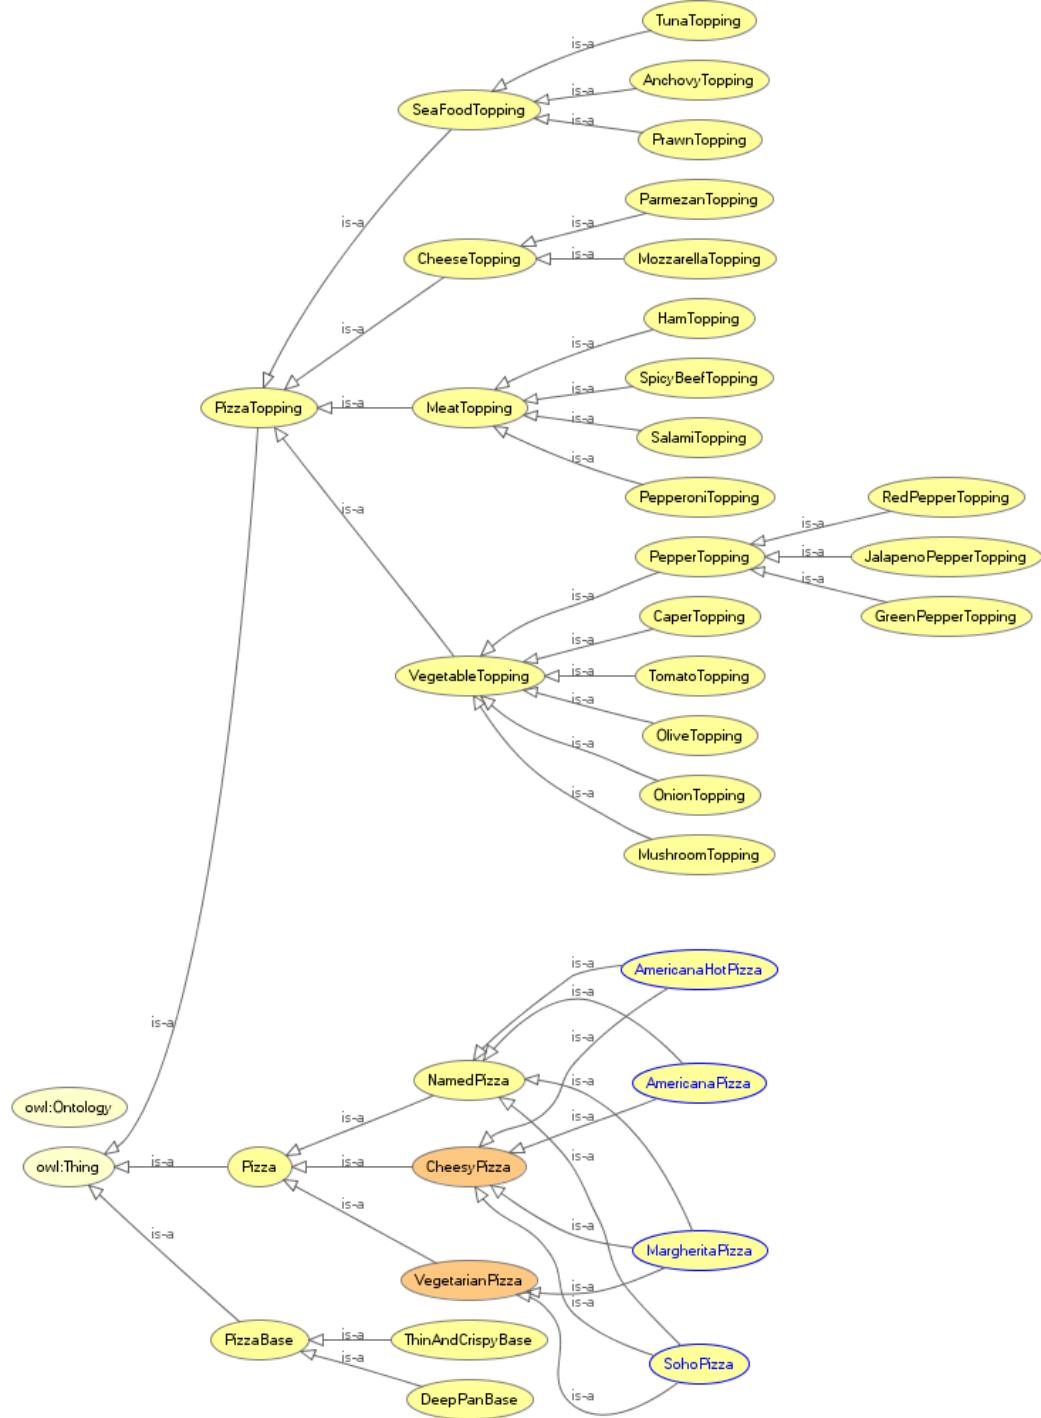 TunaTopping
is-a
AnchovyTopping
is-a
SeaFoodTopping
is-a
PrawnTopping
ParmezanTopping
is-a
is-a
CheeseTopping
is-a
MozzarellaTopping
HamTopping
is-a
is-a
SpicyBeefTopping
is-a
PizzaTopping
is-a
MeatTopping
is-a
SalamiTopping
is-a
PepperoniTopping
RedPepperTopping
is-a
is-a
PepperTopping
is-a
JalapenoPepperTopping
is-a
is-a
CaperTopping
GreenPepperTopping
is-a
VegetableTopping
is-a
TomatoTopping
is-a
OliveTopping
is-a
OnionTopping
is-a
MushroomTopping
is-a
AmericanaHotPizza
is-a
is-a
is-a
NamedPizza
is-a
AmericanaPizza
owl:Ontology
is-a
is-a
is-a
owl:Thing
is-a
Pizza
is-a
CheesyPizza
is-a
is-a
is-a
MargheritaPizza
VegetarianPizza
is-a
is-a
PizzaBase
is-a
ThinAndCrispyBase
is-a
SohoPizza
DeepPanBase
is-a